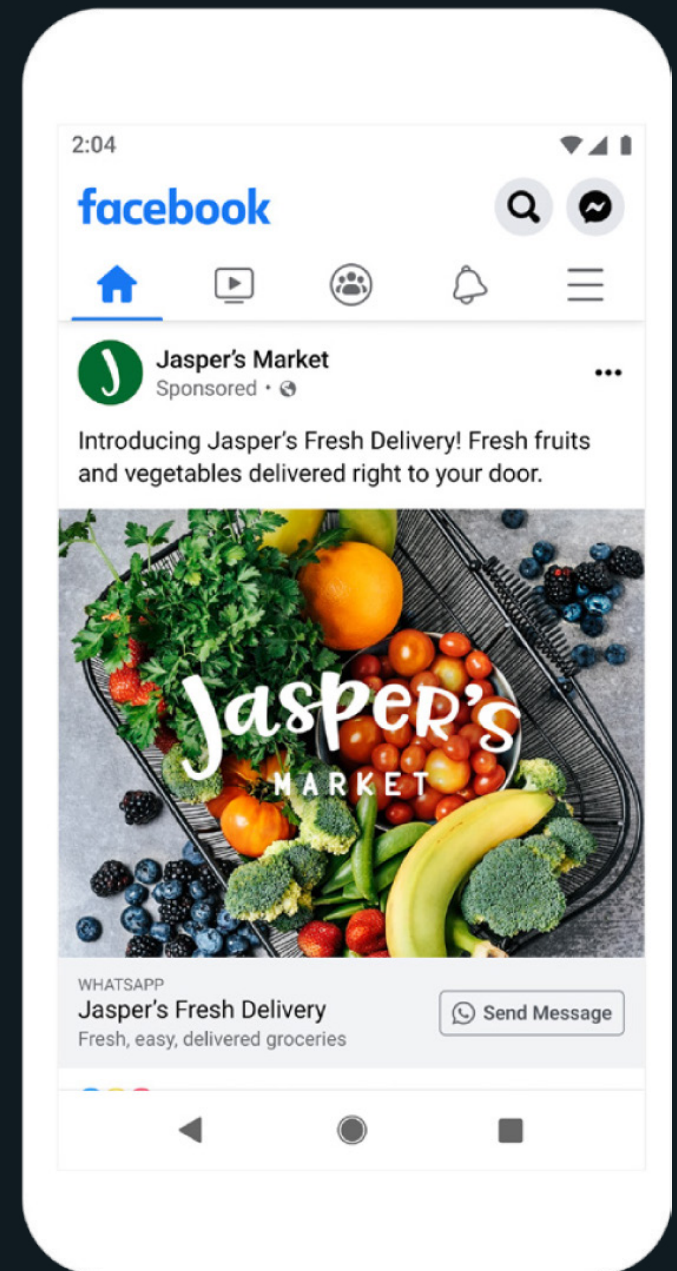 2:04
facebook
Jasper's Market
Sponsored •
Introducing Jasper's Fresh Delivery! Fresh fruits
and vegetables delivered right to your door.
Jasper's
MARKET
WHATSAPP
Jasper's Fresh Delivery
Send Message
Fresh, easy, delivered groceries